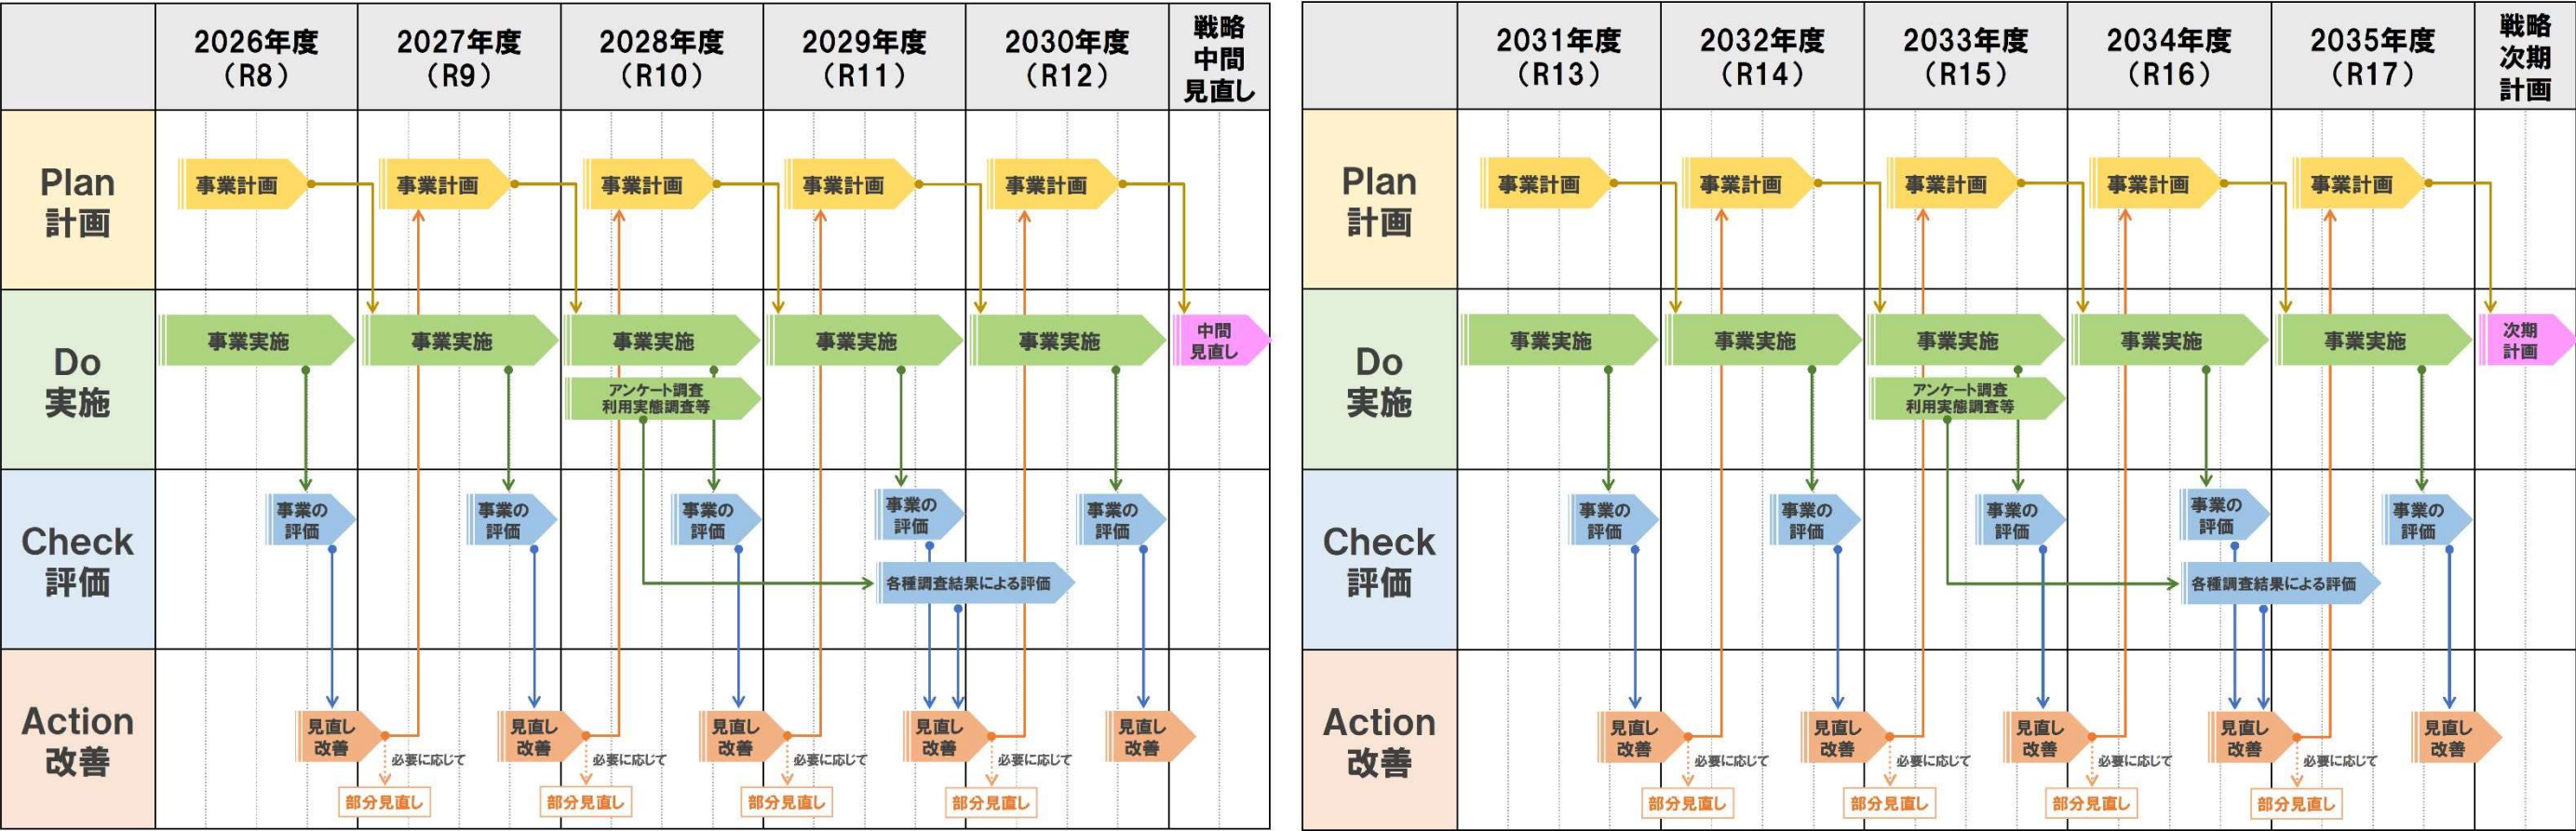 2026年度
（R8）
2027年度
（R9）
2028年度
（R10）
2029年度
（R11）
2030年度
（R12）
戦略
中間
見直し
Plan
計画
事業計画
事業計画
事業計画
事業計画
事業計画
Do
実施
事業実施
事業実施
事業実施
事業実施
事業実施
中間
見直し
アンケート調査
利用実態調査等
Check
評価
事業の
評価
事業の
評価
事業の
評価
事業の
評価
事業の
評価
各種調査結果による評価
Action
改善
見直し
改善
見直し
改善
見直し
改善
見直し
改善
見直し
改善
必要に応じて
必要に応じて
必要に応じて
必要に応じて
部分見直し
部分見直し
部分見直し
部分見直し
2031年度
（R13）
2032年度
（R14）
2033年度
（R15）
2034年度
（R16）
2035年度
（R17）
戦略
次期
計画
Plan
計画
事業計画
事業計画
事業計画
事業計画
事業計画
Do
実施
事業実施
事業実施
事業実施
事業実施
事業実施
次期
計画
アンケート調査
利用実態調査等
Check
評価
事業の
評価
事業の
評価
事業の
評価
事業の
評価
事業の
評価
各種調査結果による評価
Action
改善
見直し
改善
見直し
改善
見直し
改善
見直し
改善
見直し
改善
必要に応じて
必要に応じて
必要に応じて
必要に応じて
部分見直し
部分見直し
部分見直し
部分見直し